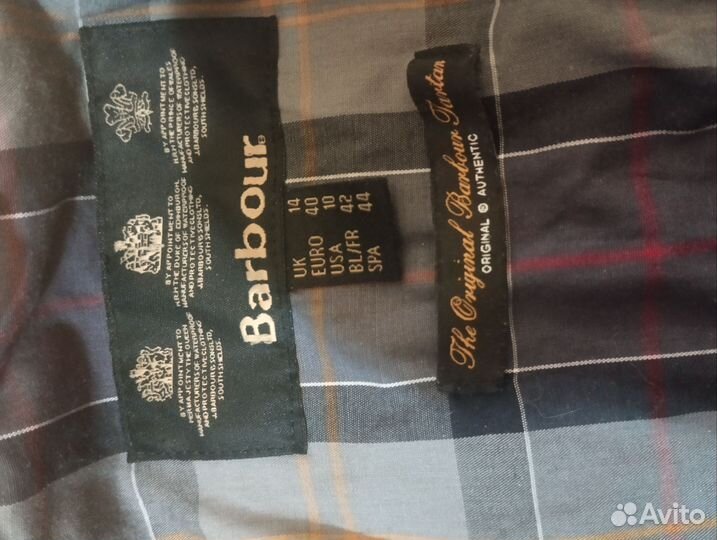 BY APPOINTMENT TO
HER MAJESTY THE QUEEN
MANUFACTURERS OF WATERPROOF
AND PROTECTIVE CLOTHING
J.BARBOUR & SONS LTD,
SOUTH SHIELDS.
BY APPOINTMENT TO
H.R.H. THE DUKE OF EDINBURGH,
MANUFACTURERS OF WATERPROOF
AND PROTECTIVE CLOTHING
J.BARBOUR & SONS LTD,
SOUTH SHIELDS.
BY APPOINTMENT TO
H.R.H. THE PRINCE OF WALES
MANUFACTURERS OF WATERPROOF
AND PROTECTIVE CLOTHING
J.BARBOUR & SONS LTD,
SOUTH SHIELDS.
Barbour
UK 14
EURO 40
USA 10
BL/FR 42
SPA 44
The Original Barbour Tartan
ORIGINAL & AUTHENTIC
Avito